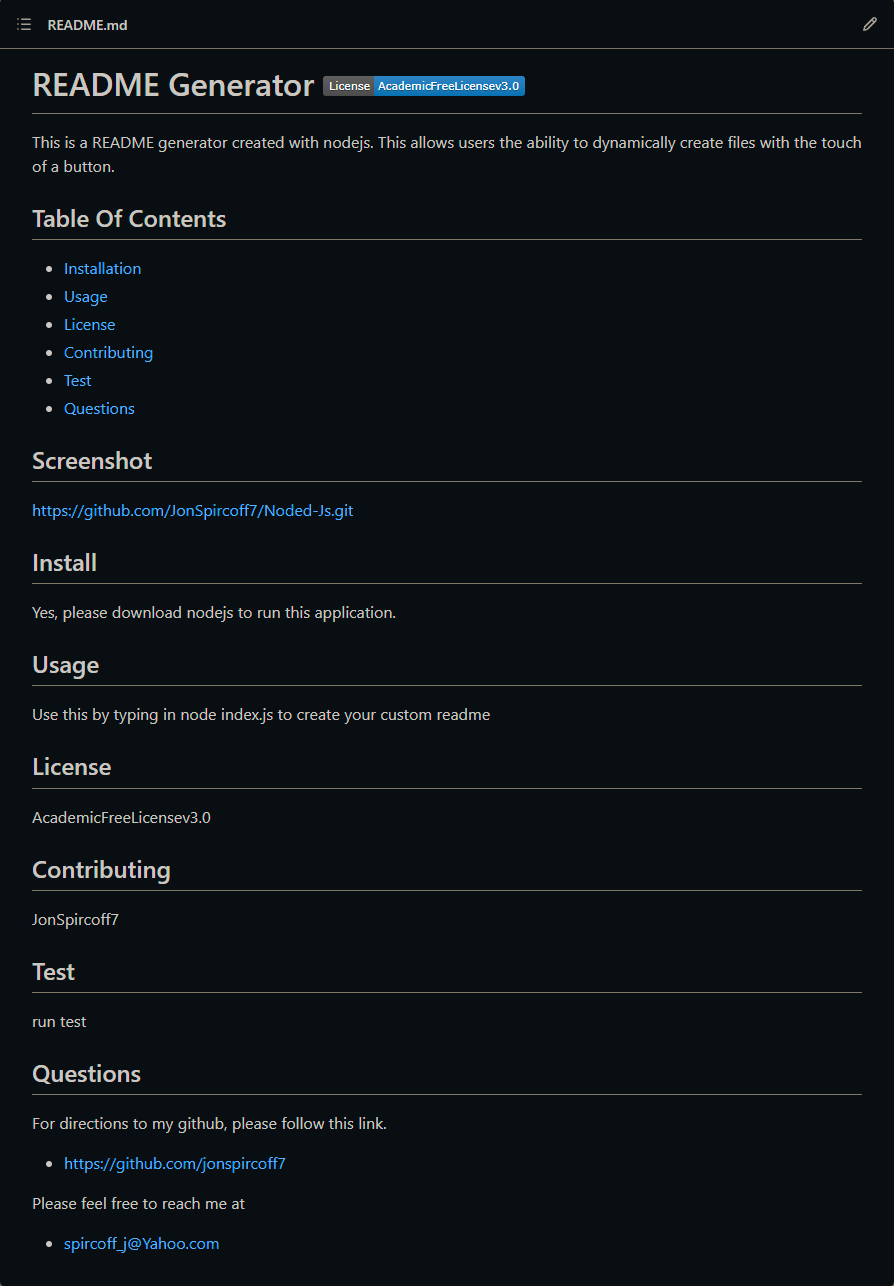 README.md
README Generator License AcademicFreeLicensev3.0
This is a README generator created with nodejs. This allows users the ability to dynamically create files with the touch
of a button.
Table Of Contents
Installation
Usage
License
Contributing
Test
Questions
Screenshot
https://github.com/JonSpircoff7/Noded-Js.git
Install
Yes, please download nodejs to run this application.
Usage
Use this by typing in node index.js to create your custom readme
License
AcademicFreeLicensev3.0
Contributing
JonSpircoff7
Test
run test
Questions
For directions to my github, please follow this link.
https://github.com/jonspircoff7
Please feel free to reach me at
spircoff_j@Yahoo.com